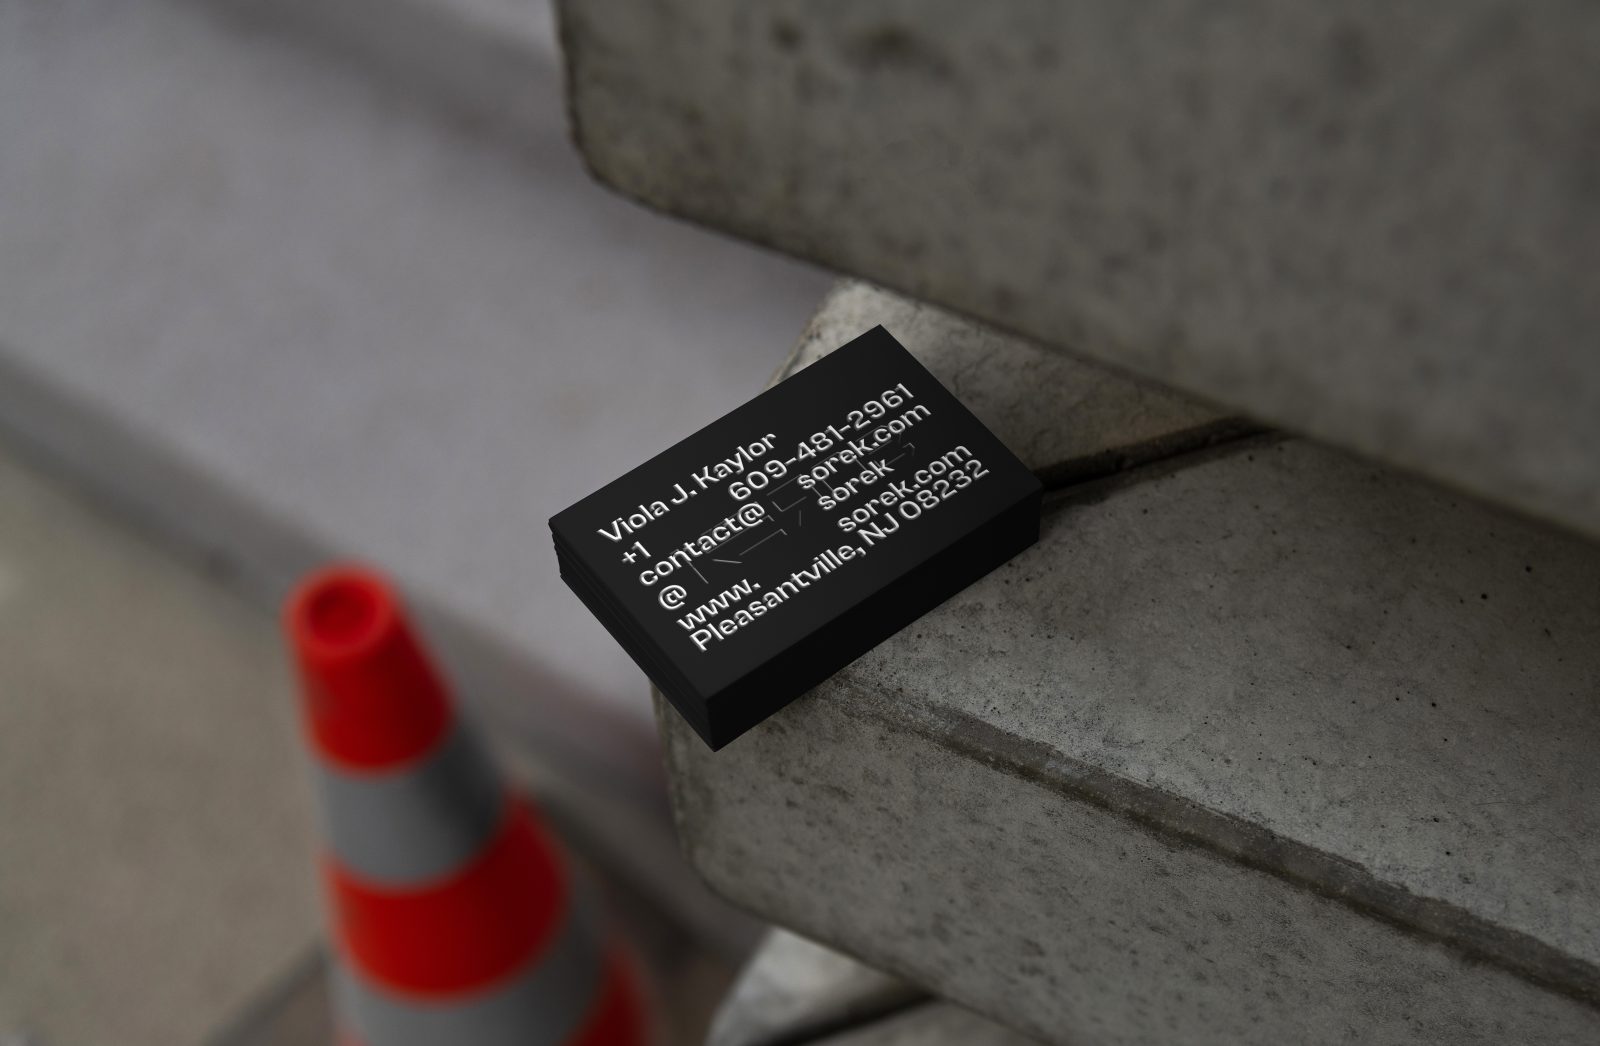 Viola J. Kaylor
+1 609-481-2961
contact@ sorek.com
@ sorek
www. sorek.com
Pleasantville, NJ 08232